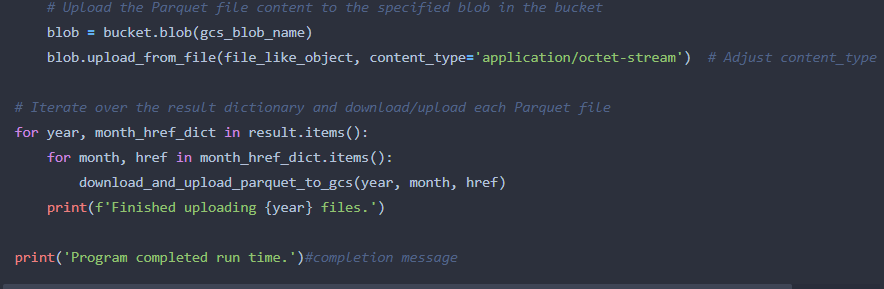 # Upload the Parquet file content to the specified blob in the bucket
blob = bucket.blob(gcs_blob_name)
blob.upload_from_file(file_like_object, content_type='application/octet-stream')  # Adjust content_type
# Iterate over the result dictionary and download/upload each Parquet file
for year, month_href_dict in result.items():
    for month, href in month_href_dict.items():
        download_and_upload_parquet_to_gcs(year, month, href)
    print(f'Finished uploading {year} files.')
print('Program completed run time.')#completion message